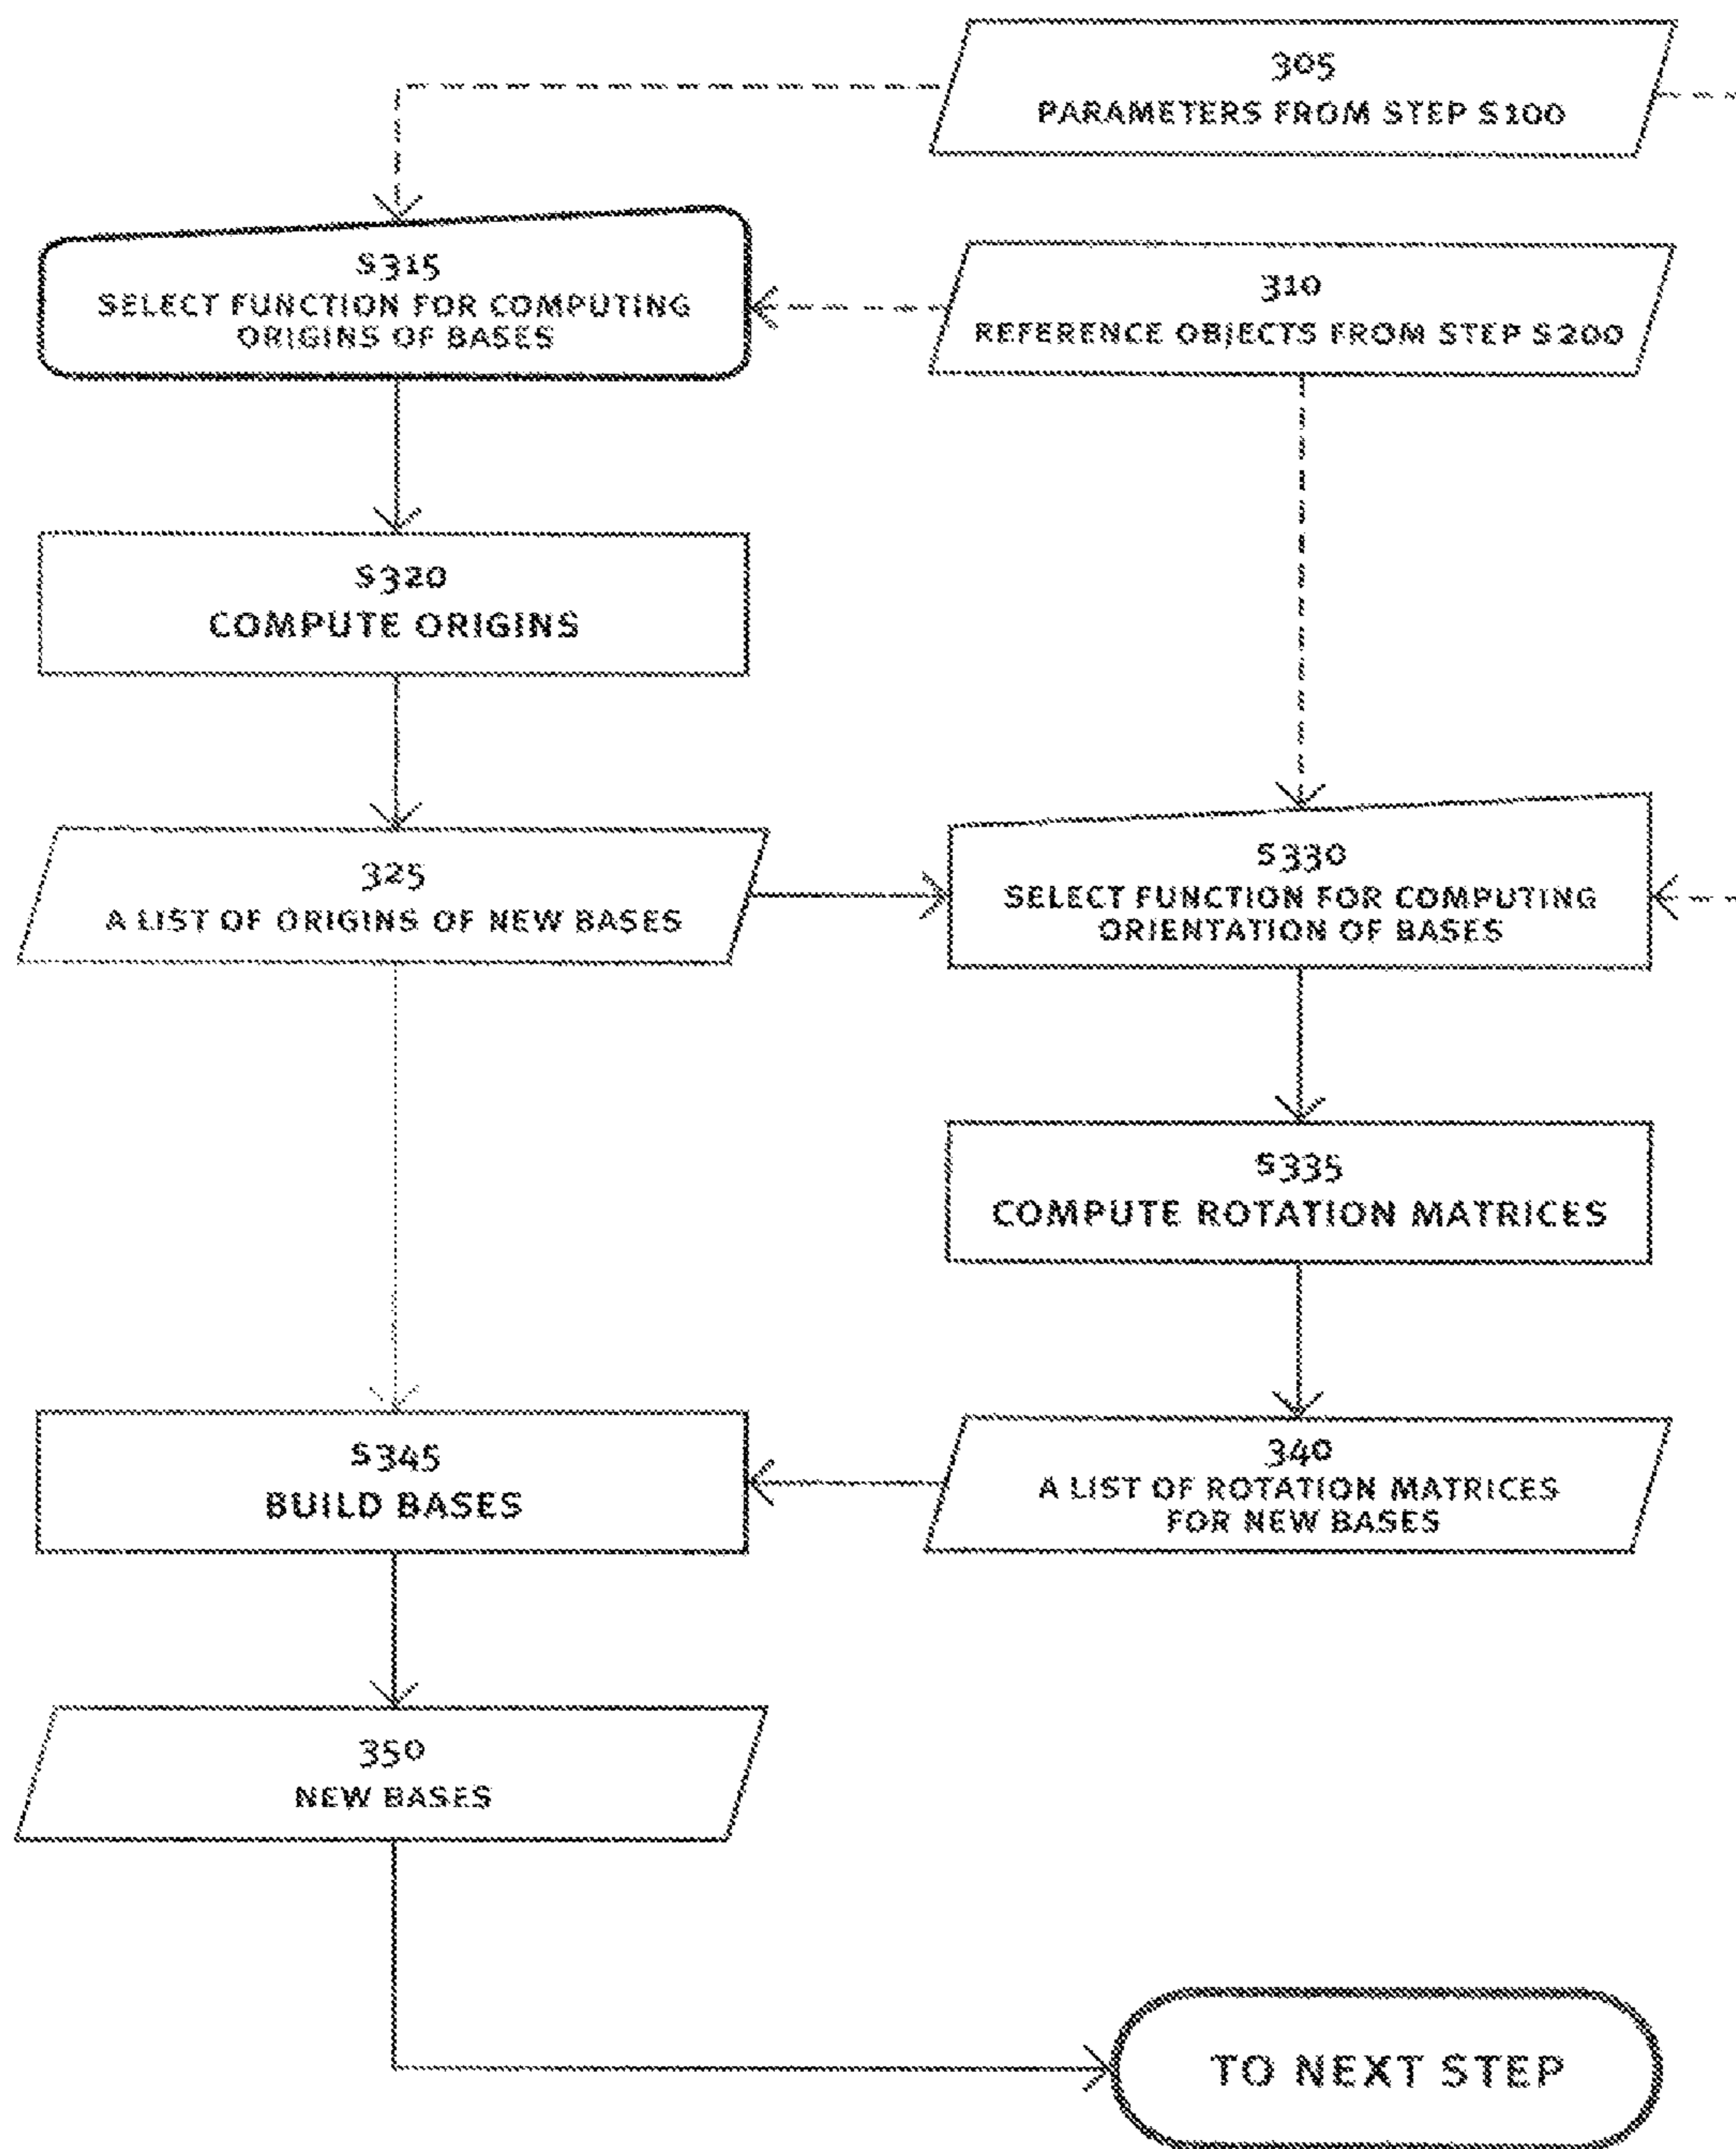 305
PARAMETERS FROM STEP S100
S315
SELECT FUNCTION FOR COMPUTING
ORIGINS OF BASES
310
REFERENCE OBJECTS FROM STEP S200
S320
COMPUTE ORIGINS
325
A LIST OF ORIGINS OF NEW BASES
S330
SELECT FUNCTION FOR COMPUTING
ORIENTATION OF BASES
S335
COMPUTE ROTATION MATRICES
S345
BUILD BASES
340
A LIST OF ROTATION MATRICES
FOR NEW BASES
350
NEW BASES
TO NEXT STEP